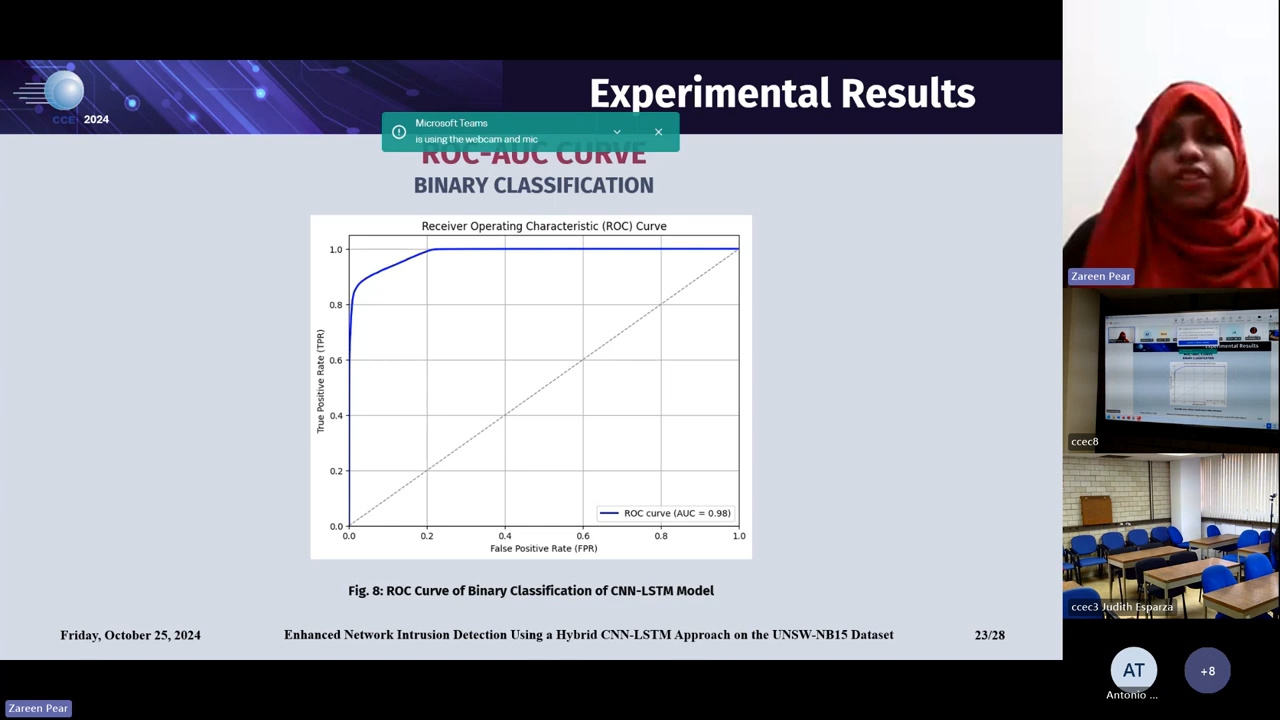 CCE 2024
Experimental Results
Microsoft Teams
is using the webcam and mic
ROC-AUC CURVE
BINARY CLASSIFICATION
Receiver Operating Characteristic (ROC) Curve
1.0
0.8
0.6
0.4
0.2
0.0
True Positive Rate (TPR)
0.0 0.2 0.4 0.6 0.8 1.0
False Positive Rate (FPR)
ROC curve (AUC = 0.98)
Fig. 8: ROC Curve of Binary Classification of CNN-LSTM Model
Friday, October 25, 2024
Enhanced Network Intrusion Detection Using a Hybrid CNN-LSTM Approach on the UNSW-NB15 Dataset
23/28
Zareen Pear
Experimental Results
ccec8
ccec3 Judith Esparza
AT
+8
Antonio ...
Zareen Pear